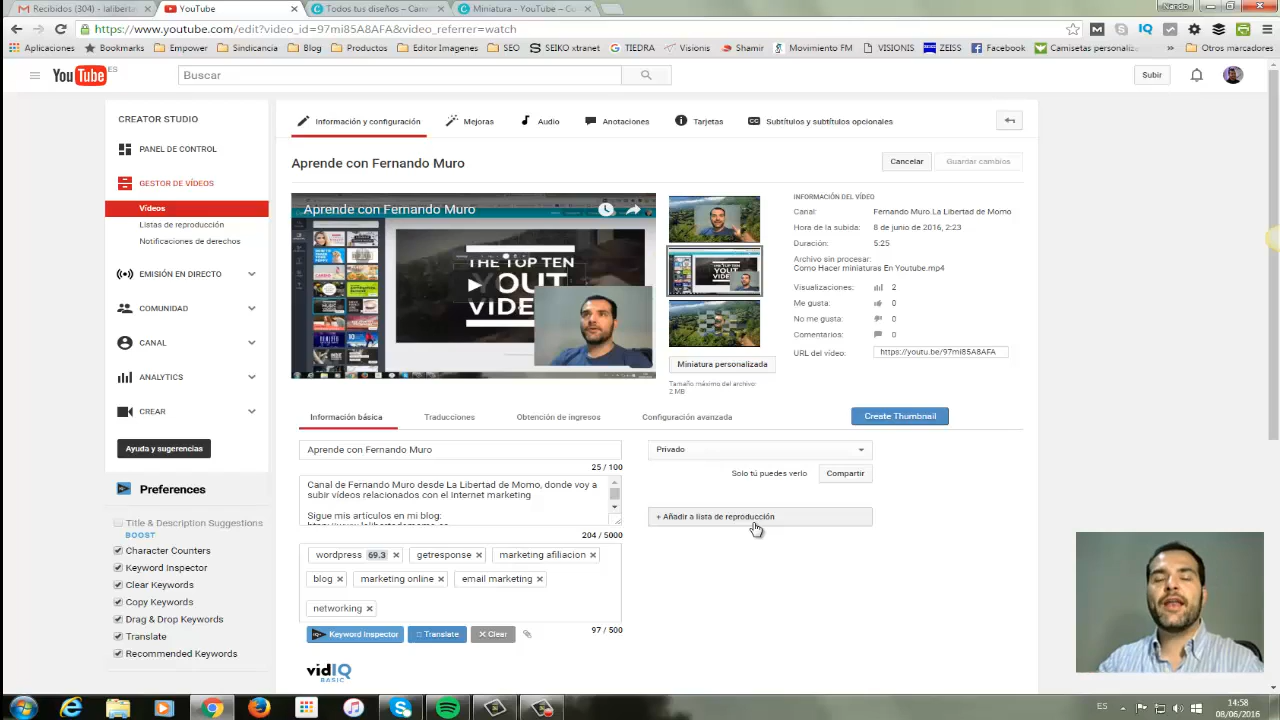 Recibidos (304) - lalibertad
YouTube
Todos tus diseños – Canv
Miniatura - YouTube – Gu
Nando
https://www.youtube.com/edit?video_id=97mi85A8AFA&video_referrer=watch
Aplicaciones
Bookmarks
Empower
sindicancia
Blog
Productos
Editor Imagenes
SEO
SEIKO xtranet
TIEDRA
Visions
Shamir
Movimiento FM
VISIONIS
ZEISS
Facebook
Camisetas personaliz
Otros marcadores
YouTube ES
Buscar
Subir
CREATOR STUDIO
PANEL DE CONTROL
GESTOR DE VÍDEOS
Vídeos
Listas de reproducción
Notificaciones de derechos
EMISIÓN EN DIRECTO
COMUNIDAD
CANAL
ANALYTICS
CREAR
Ayuda y sugerencias
Preferences
Title & Description Suggestions
BOOST
Character Counters
Keyword Inspector
Clear Keywords
Copy Keywords
Drag & Drop Keywords
Translate
Recommended Keywords
Información y configuración
Mejoras
Audio
Anotaciones
Tarjetas
CC Subtítulos y subtítulos opcionales
Aprende con Fernando Muro
Cancelar
Guardar cambios
Aprende con Fernando Muro
THE TOP TEN
YOUT
VIDE
INFORMACIÓN DEL VÍDEO
Canal: Fernando Muro La Libertad de Momo
Hora de la subida: 8 de junio de 2016, 2:23
Duración: 5:25
Archivo sin procesar:
Como Hacer miniaturas En Youtube.mp4
Visualizaciones: 2
Me gusta: 0
No me gusta: 0
Comentarios: 0
URL del vídeo: https://youtu.be/97mi85A8AFA
Miniatura personalizada
Tamaño máximo del archivo:
2 MB
Información básica
Traducciones
Obtención de ingresos
Configuración avanzada
Create Thumbnail
Aprende con Fernando Muro
25 / 100
Canal de Fernando Muro desde La Libertad de Momo, donde voy a
subir vídeos relacionados con el Internet marketing
Sigue mis artículos en mi blog:
204 / 5000
wordpress 69.3 ×
getresponse ×
marketing afiliacion ×
blog ×
marketing online ×
email marketing ×
networking ×
Keyword Inspector
Translate
× Clear
97 / 500
vidIQ
BASIC
Privado
Solo tú puedes verlo
Compartir
+ Añadir a lista de reproducción
ES
14:58
08/06/2016